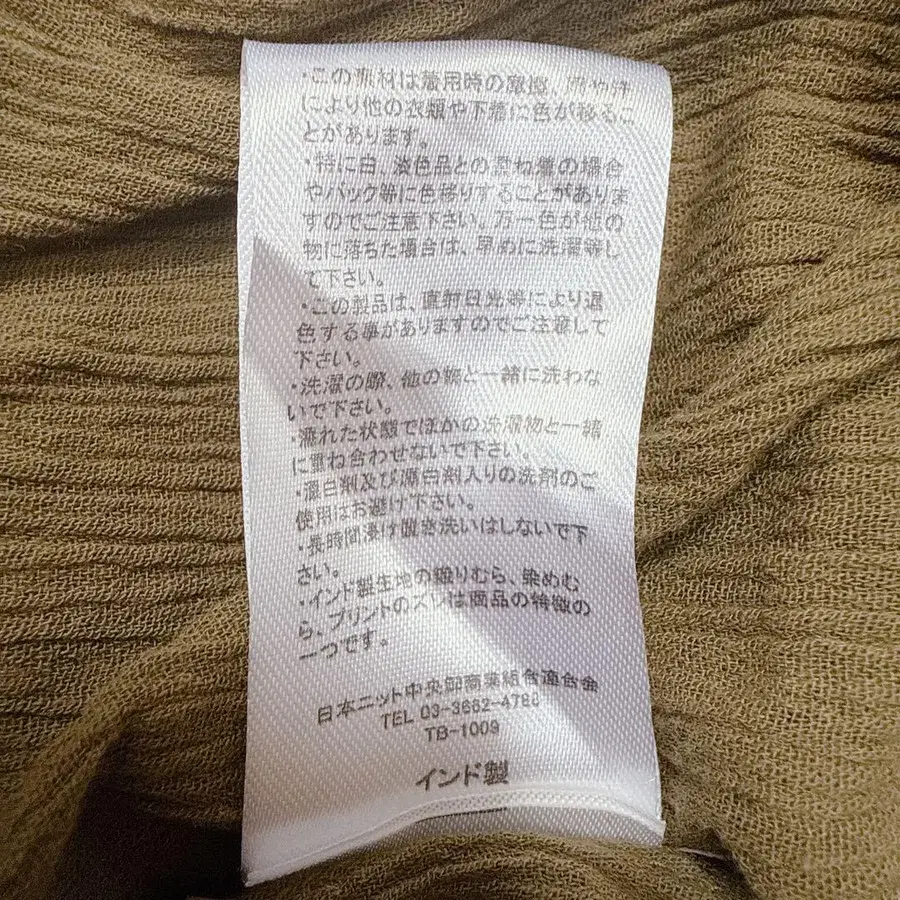 ・この素材は着用時の摩擦、汗や
により他の衣類や下着に色が移るこ
とがあります。
・特に白、淡色品との重ね着の場合
やバック等に色移りすることがありま
すのでご注意下さい。万一色が他の
物に落ちた場合は、早めに洗濯等し
て下さい。
・この製品は、直射日光等により退
色する事がありますのでご注意して
下さい。
・洗濯の際、他の物と一緒に洗わな
いで下さい。
・濡れた状態でほかの洗濯物と一緒
に重ね合わせないで下さい。
・漂白剤及び漂白剤入りの洗剤のご
使用はお避け下さい。
・長時間浸け置き洗いはしないで下
さい。
・インド製生地の織りむら、染めむ
ら、プリントのズレは商品の特徴の
一つです。
日本ニット中央卸商業組合連合会
TEL 03-3662-4780
TB-1009
インド製